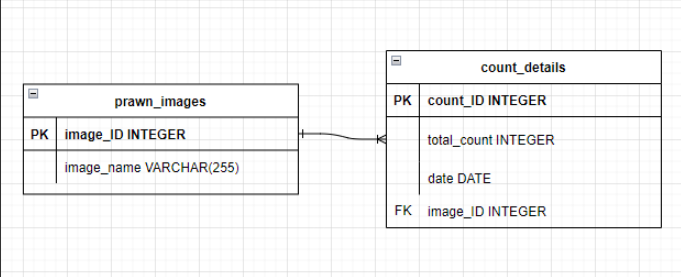 prawn_images
PK image_ID INTEGER
image_name VARCHAR(255)
count_details
PK count_ID INTEGER
total_count INTEGER
date DATE
FK image_ID INTEGER